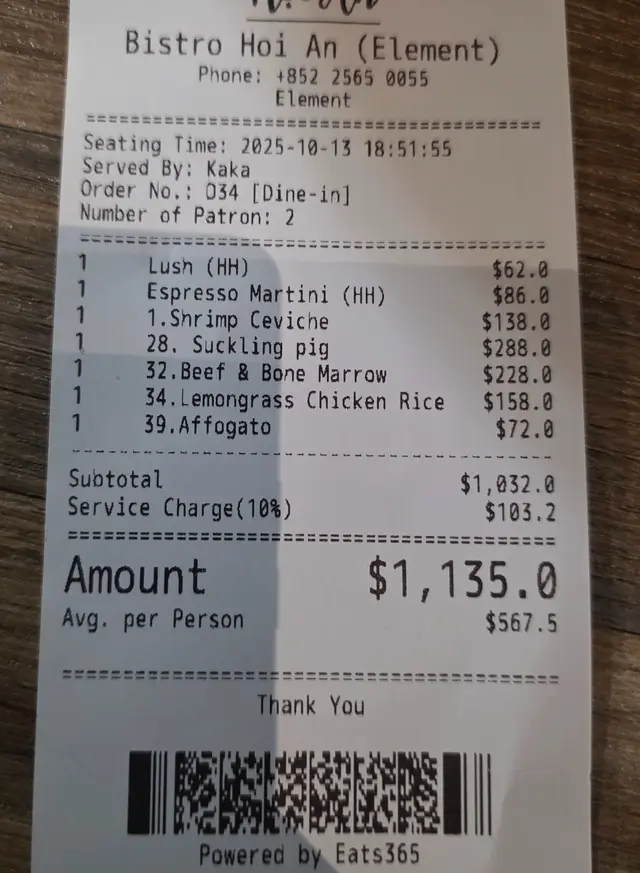 Bistro Hoi An (Element)
Phone: +852 2565 0055
Element
===============================================
Seating Time: 2025-10-13 18:51:55
Served By: Kaka
Order No.: 034 [Dine-in]
Number of Patron: 2
===============================================
1 Lush (HH) $62.0
1 Espresso Martini (HH) $86.0
1 1.Shrimp Ceviche $138.0
1 28. Suckling pig $288.0
1 32.Beef & Bone Marrow $228.0
1 34.Lemongrass Chicken Rice $158.0
1 39.Affogato $72.0
-----------------------------------------------
Subtotal $1,032.0
Service Charge(10%) $103.2
===============================================
Amount $1,135.0
Avg. per Person $567.5
===============================================
Thank You
Powered by Eats365